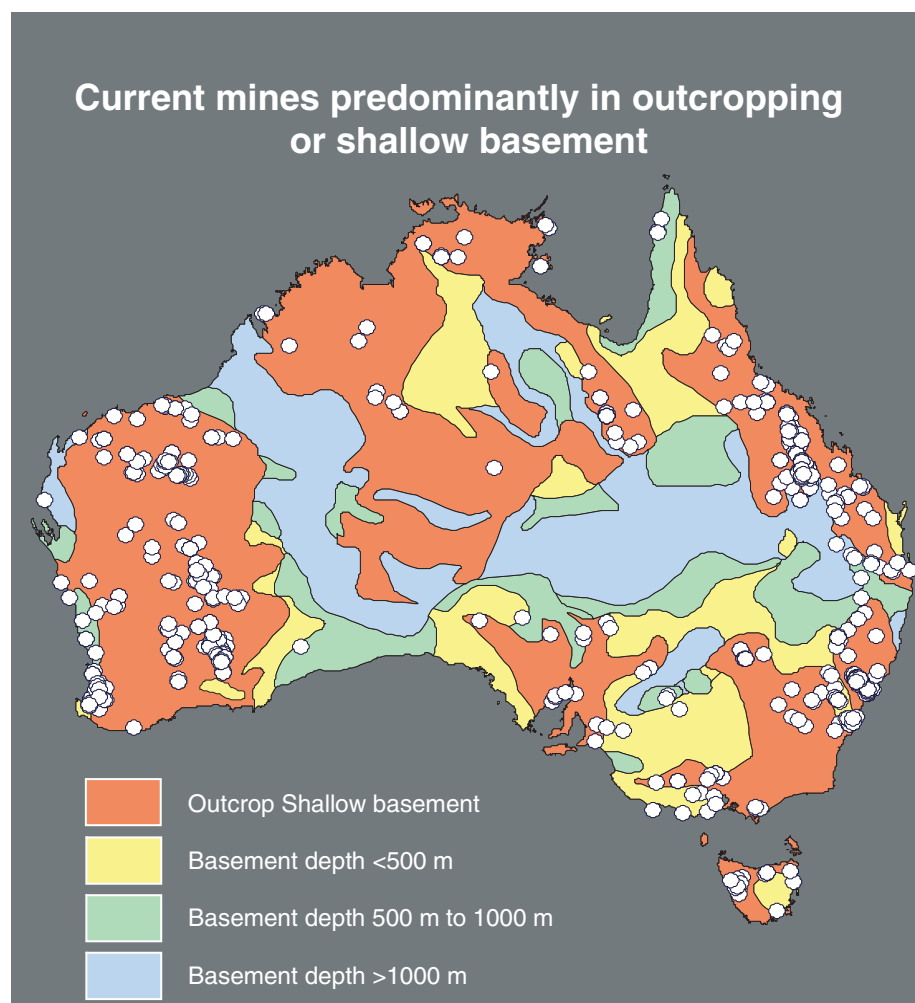 Current mines predominantly in outcropping
or shallow basement
Outcrop Shallow basement
Basement depth <500 m
Basement depth 500 m to 1000 m
Basement depth >1000 m